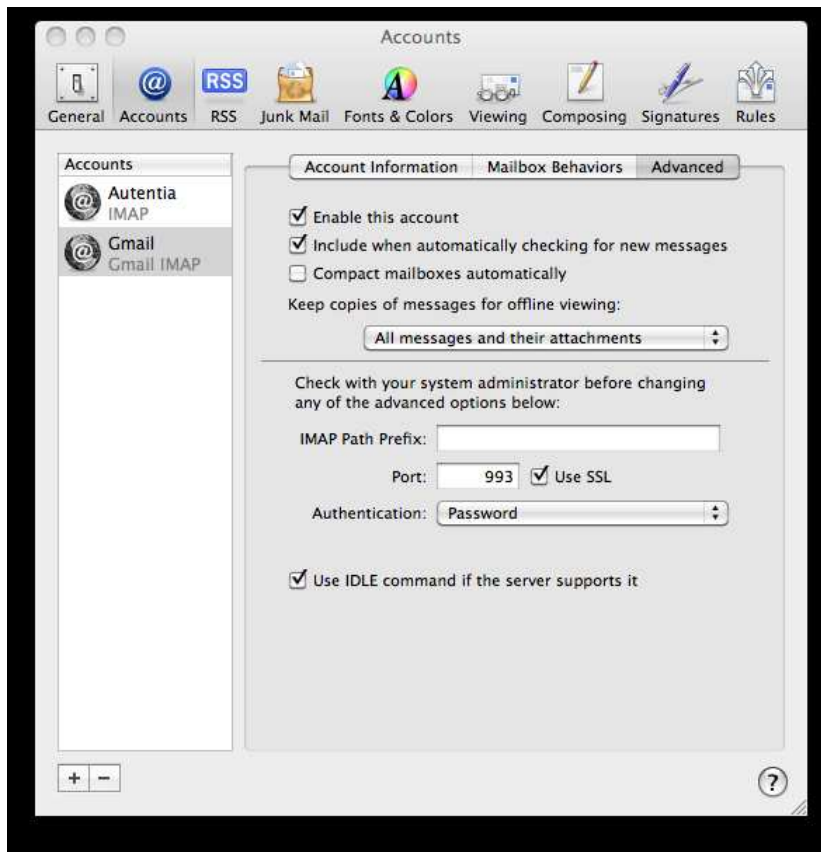 Accounts
RSS
General Accounts RSS Junk Mail Fonts & Colors Viewing Composing Signatures Rules
Accounts
Autentia
IMAP
Gmail
Gmail IMAP
Account Information Mailbox Behaviors Advanced
Enable this account
Include when automatically checking for new messages
Compact mailboxes automatically
Keep copies of messages for offline viewing:
All messages and their attachments
Check with your system administrator before changing
any of the advanced options below:
IMAP Path Prefix:
Port: 993 Use SSL
Authentication: Password
Use IDLE command if the server supports it
+ − ?